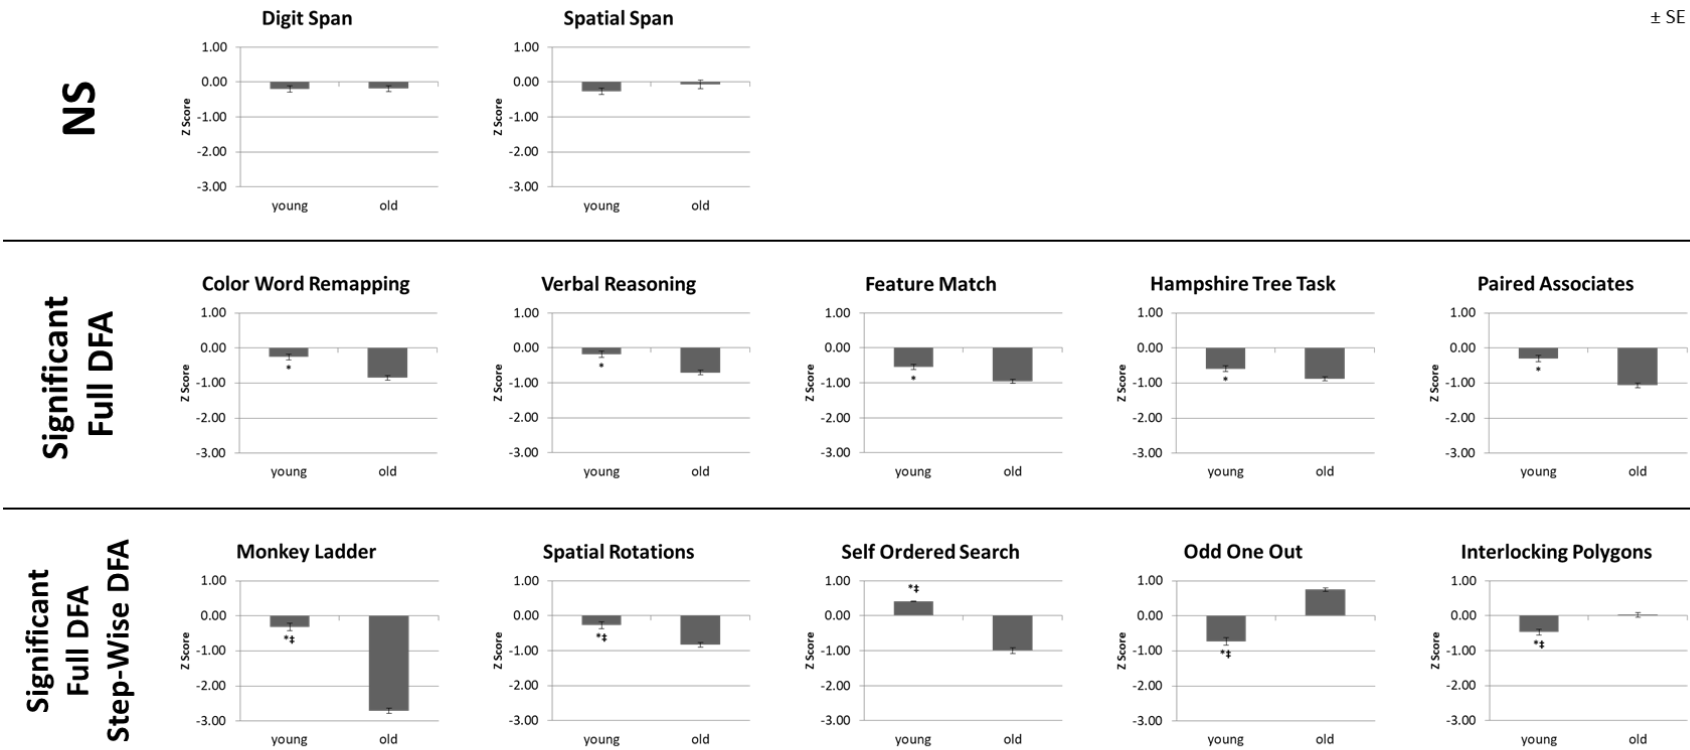 ± SE
NS
Digit Span
1.00
0.00
-1.00
-2.00
-3.00
Z Score
young old
Spatial Span
1.00
0.00
-1.00
-2.00
-3.00
Z Score
young old
Significant
Full DFA
Color Word Remapping
1.00
0.00
-1.00
-2.00
-3.00
Z Score
*
young old
Verbal Reasoning
1.00
0.00
-1.00
-2.00
-3.00
Z Score
*
young old
Feature Match
1.00
0.00
-1.00
-2.00
-3.00
Z Score
*
young old
Hampshire Tree Task
1.00
0.00
-1.00
-2.00
-3.00
Z Score
*
young old
Paired Associates
1.00
0.00
-1.00
-2.00
-3.00
Z Score
*
young old
Significant
Full DFA
Step-Wise DFA
Monkey Ladder
1.00
0.00
-1.00
-2.00
-3.00
Z Score
*‡
young old
Spatial Rotations
1.00
0.00
-1.00
-2.00
-3.00
Z Score
*‡
young old
Self Ordered Search
1.00
0.00
-1.00
-2.00
-3.00
Z Score
*‡
young old
Odd One Out
1.00
0.00
-1.00
-2.00
-3.00
Z Score
*‡
young old
Interlocking Polygons
1.00
0.00
-1.00
-2.00
-3.00
Z Score
*‡
young old